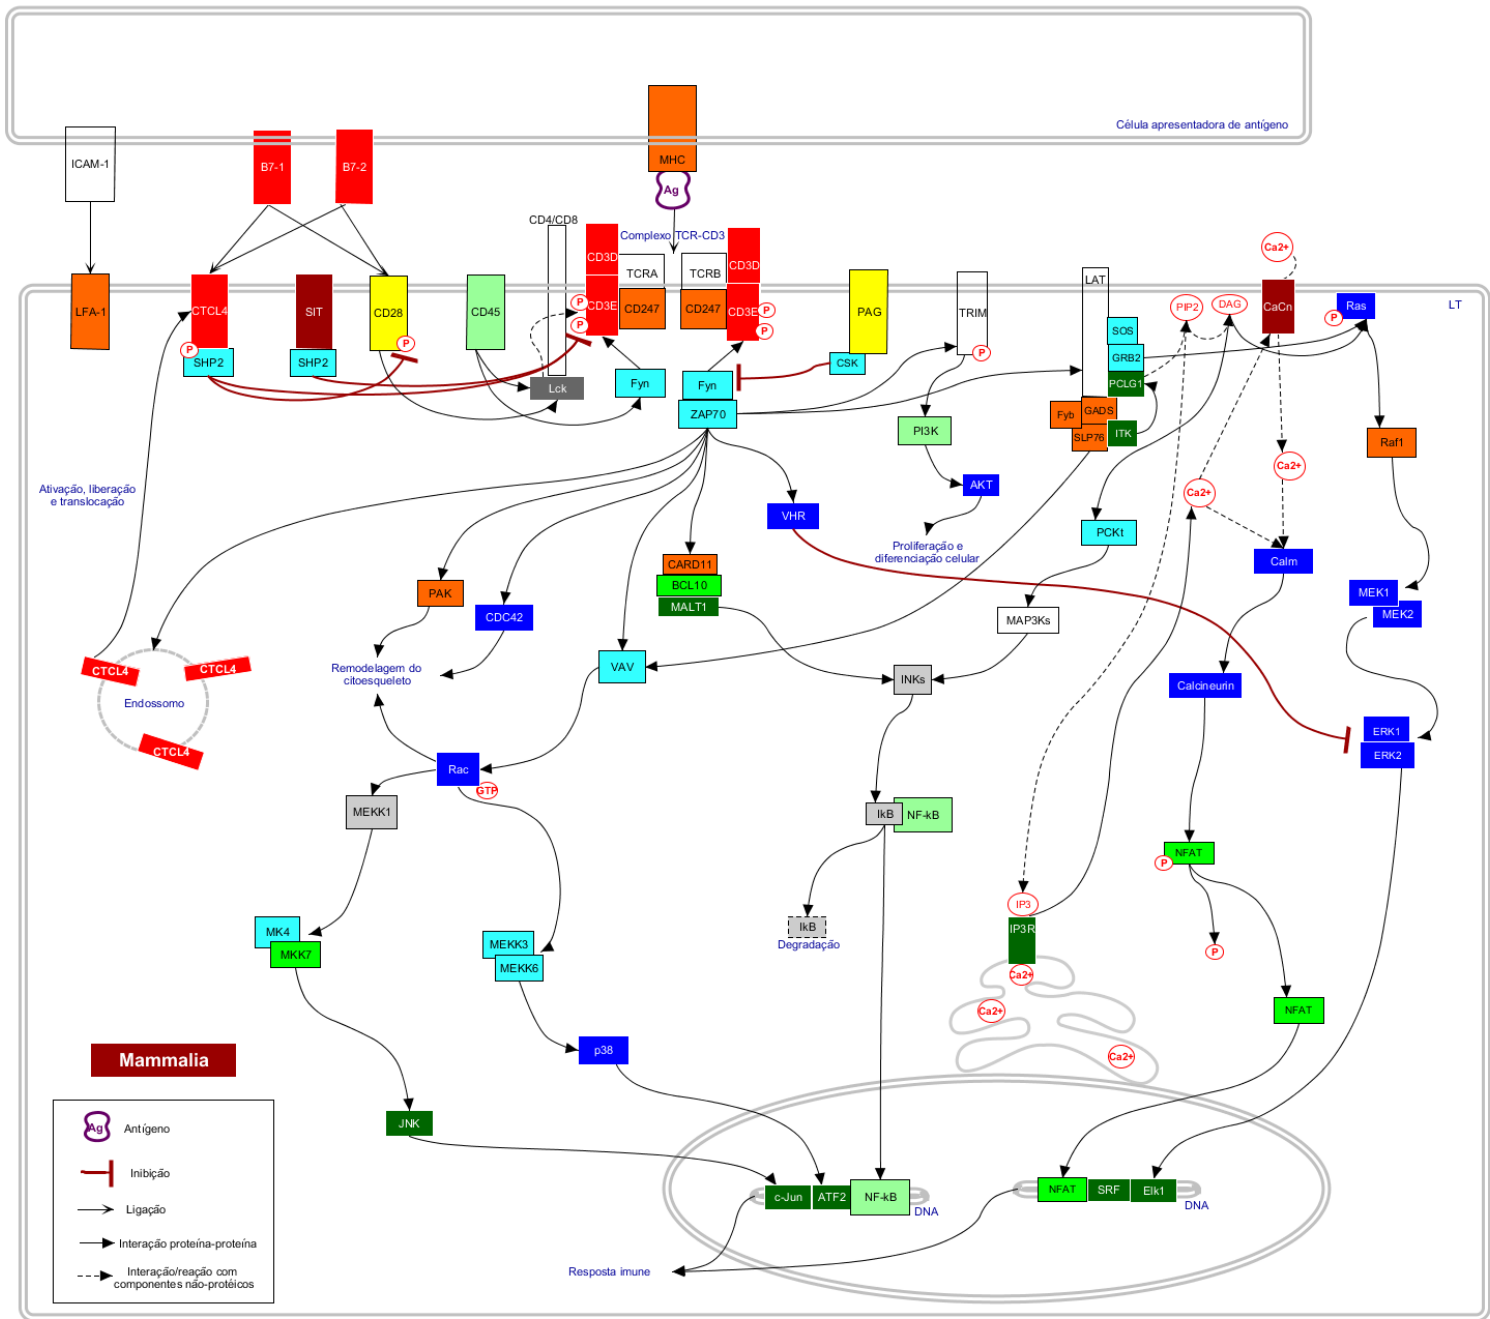 Célula apresentadora de antígeno
ICAM-1
B7-1
B7-2
MHC
Ag
CD4/CD8
Complexo TCR-CD3
CD3D
CD3D
TCRA
TCRB
Ca2+
LAT
LT
LFA-1
CTCL4
SIT
CD28
CD45
P
P
CD3E
CD247
CD247
CD3E
P
P
PAG
TRIM
P
PIP2
DAG
CaCn
Ras
P
SOS
GRB2
PCLG1
P
SHP2
SHP2
P
Lck
Fyn
Fyn
ZAP70
CSK
Fyb
GADS
SLP76
ITK
PI3K
Raf1
Ativação, liberação
e translocação
AKT
Ca2+
Ca2+
VHR
PCKt
Proliferação e
diferenciação celular
Calm
CARD11
BCL10
MALT1
PAK
CDC42
MAP3Ks
MEK1
MEK2
CTCL4
CTCL4
Endossomo
CTCL4
Remodelagem do
citoesqueleto
VAV
INKs
Calcineurin
ERK1
ERK2
Rac
GTP
MEKK1
IkB
NF-kB
NFAT
P
IkB
Degradação
IP3
IP3R
Ca2+
P
MK4
MKK7
MEKK3
MEKK6
Ca2+
NFAT
Ca2+
p38
Mammalia
JNK
Ag
Antígeno
Inibição
Ligação
Interação proteína-proteína
Interação/reação com
componentes não-protéicos
c-Jun
ATF2
NF-kB
DNA
NFAT
SRF
Elk1
DNA
Resposta imune